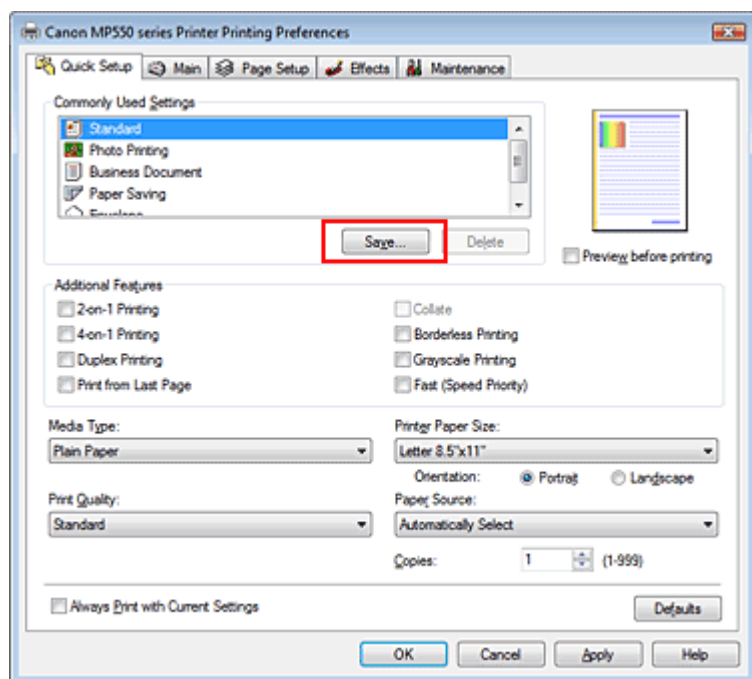 Canon MP550 series Printer Printing Preferences
Quick Setup Main Page Setup Effects Maintenance
Commonly Used Settings
Standard
Photo Printing
Business Document
Paper Saving
Envelope
Save... Delete
Preview before printing
Additional Features
2-on-1 Printing Collate
4-on-1 Printing Borderless Printing
Duplex Printing Grayscale Printing
Print from Last Page Fast (Speed Priority)
Media Type: Printer Paper Size:
Plain Paper Letter 8.5"x11"
Orientation: Portrait Landscape
Print Quality: Paper Source:
Standard Automatically Select
Copies: 1 (1-999)
Always Print with Current Settings Defaults
OK Cancel Apply Help